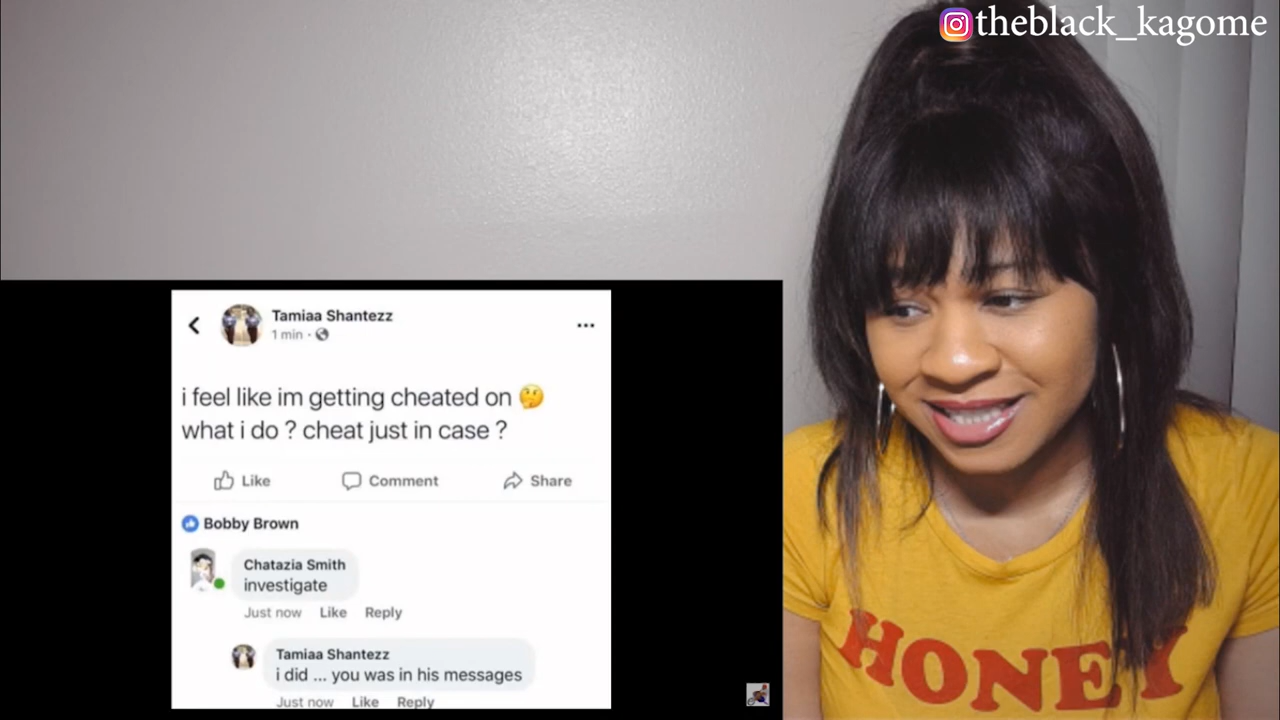 @theblack_kagome
Tamiaa Shantezz
1 min ·
i feel like im getting cheated on 🤔
what i do ? cheat just in case ?
Like Comment Share
Bobby Brown
Chatazia Smith
investigate
Just now Like Reply
Tamiaa Shantezz
i did ... you was in his messages
Just now Like Reply
HONEY